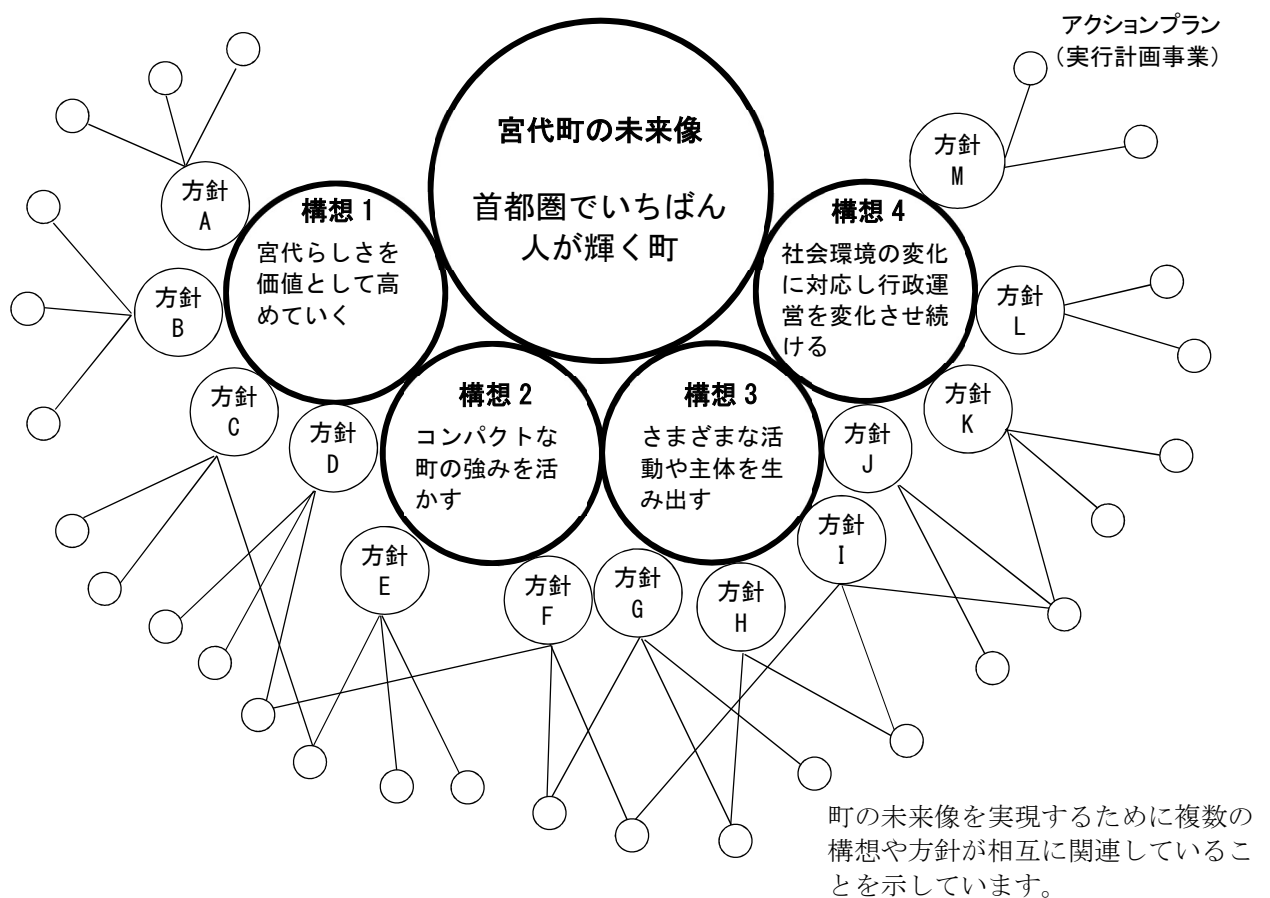 アクションプラン
（実行計画事業）
宮代町の未来像
首都圏でいちばん
人が輝く町
構想 1
宮代らしさを
価値として高
めていく
構想 2
コンパクトな
町の強みを活
かす
構想 3
さまざまな活
動や主体を生
み出す
構想 4
社会環境の変化
に対応し行政運
営を変化させ続
ける
方針
A
方針
B
方針
C
方針
D
方針
E
方針
F
方針
G
方針
H
方針
I
方針
J
方針
K
方針
L
方針
M
町の未来像を実現するために複数の
構想や方針が相互に関連しているこ
とを示しています。